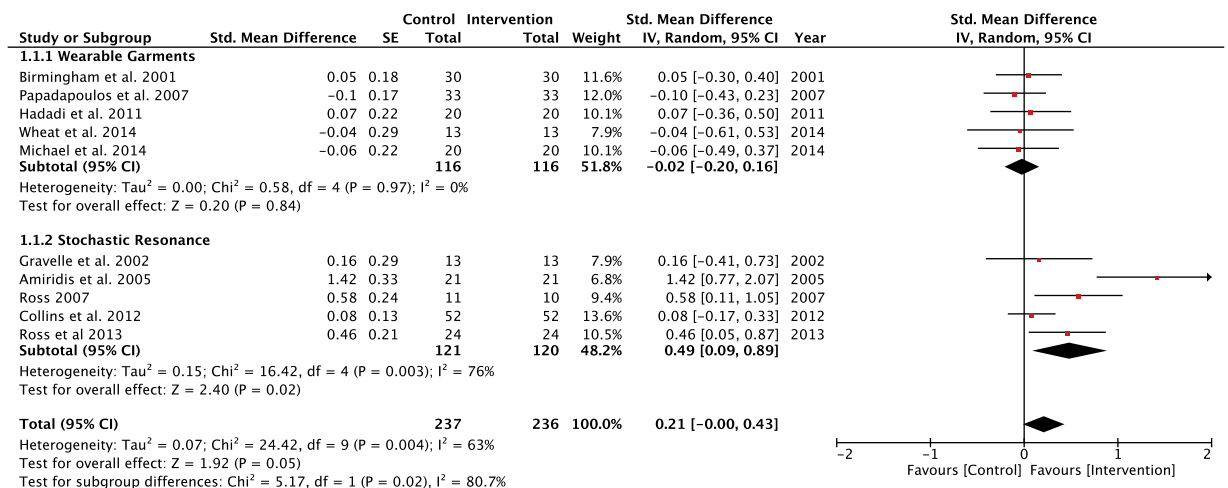 Control Intervention Std. Mean Difference Std. Mean Difference
Study or Subgroup Std. Mean Difference SE Total Total Weight IV, Random, 95% CI Year IV, Random, 95% CI
1.1.1 Wearable Garments
Birmingham et al. 2001 0.05 0.18 30 30 11.6% 0.05 [-0.30, 0.40] 2001
Papadapoulos et al. 2007 -0.1 0.17 33 33 12.0% -0.10 [-0.43, 0.23] 2007
Hadadi et al. 2011 0.07 0.22 20 20 10.1% 0.07 [-0.36, 0.50] 2011
Wheat et al. 2014 -0.04 0.29 13 13 7.9% -0.04 [-0.61, 0.53] 2014
Michael et al. 2014 -0.06 0.22 20 20 10.1% -0.06 [-0.49, 0.37] 2014
Subtotal (95% CI) 116 116 51.8% -0.02 [-0.20, 0.16]
Heterogeneity: Tau² = 0.00; Chi² = 0.58, df = 4 (P = 0.97); I² = 0%
Test for overall effect: Z = 0.20 (P = 0.84)
1.1.2 Stochastic Resonance
Gravelle et al. 2002 0.16 0.29 13 13 7.9% 0.16 [-0.41, 0.73] 2002
Amiridis et al. 2005 1.42 0.33 21 21 6.8% 1.42 [0.77, 2.07] 2005
Ross 2007 0.58 0.24 11 10 9.4% 0.58 [0.11, 1.05] 2007
Collins et al. 2012 0.08 0.13 52 52 13.6% 0.08 [-0.17, 0.33] 2012
Ross et al 2013 0.46 0.21 24 24 10.5% 0.46 [0.05, 0.87] 2013
Subtotal (95% CI) 121 120 48.2% 0.49 [0.09, 0.89]
Heterogeneity: Tau² = 0.15; Chi² = 16.42, df = 4 (P = 0.003); I² = 76%
Test for overall effect: Z = 2.40 (P = 0.02)
Total (95% CI) 237 236 100.0% 0.21 [-0.00, 0.43]
Heterogeneity: Tau² = 0.07; Chi² = 24.42, df = 9 (P = 0.004); I² = 63%
Test for overall effect: Z = 1.92 (P = 0.05)
Test for subgroup differences: Chi² = 5.17, df = 1 (P = 0.02), I² = 80.7%
-2 -1 0 1 2
Favours [Control] Favours [Intervention]